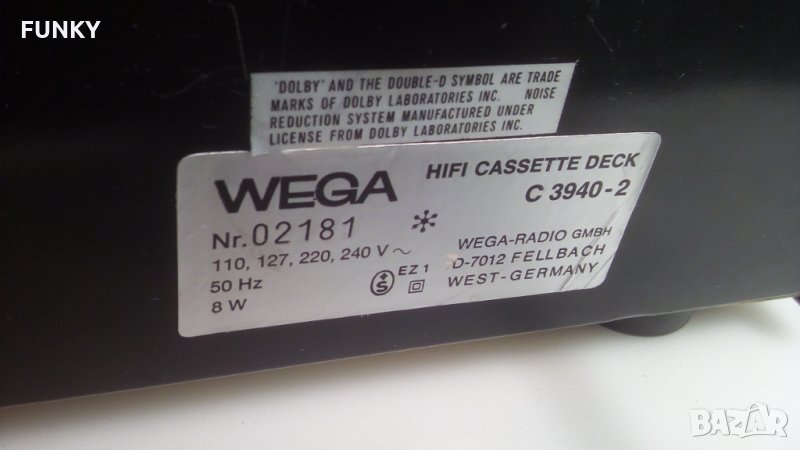 FUNKY
'DOLBY' AND THE DOUBLE-D SYMBOL ARE TRADE
MARKS OF DOLBY LABORATORIES INC. NOISE
REDUCTION SYSTEM MANUFACTURED UNDER
LICENSE FROM DOLBY LABORATORIES INC.
WEGA
HIFI CASSETTE DECK
C 3940-2
Nr. 02181
110, 127, 220, 240 V ~
50 Hz
8 W
S EZ 1
WEGA-RADIO GMBH
D-7012 FELLBACH
WEST-GERMANY
BAZAR